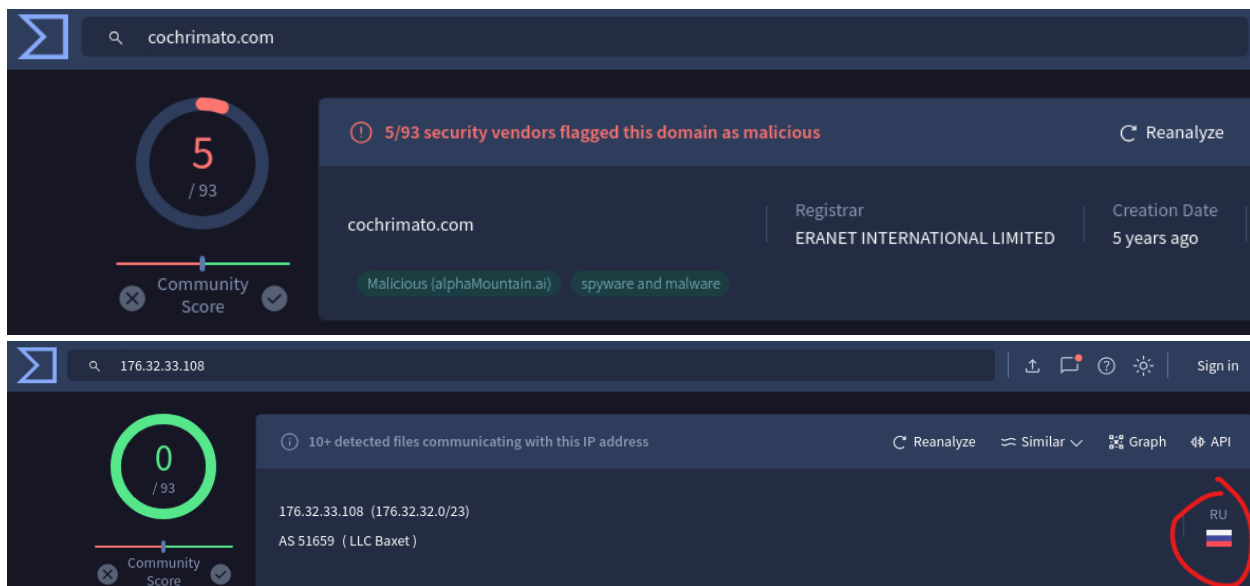 cochrimato.com
5
/ 93
Community
Score
5/93 security vendors flagged this domain as malicious
Reanalyze
cochrimato.com
Registrar
ERANET INTERNATIONAL LIMITED
Creation Date
5 years ago
Malicious (alphaMountain.ai)
spyware and malware
176.32.33.108
Sign in
0
/ 93
Community
Score
10+ detected files communicating with this IP address
Reanalyze
Similar
Graph
API
176.32.33.108 (176.32.32.0/23)
AS 51659 ( LLC Baxet )
RU